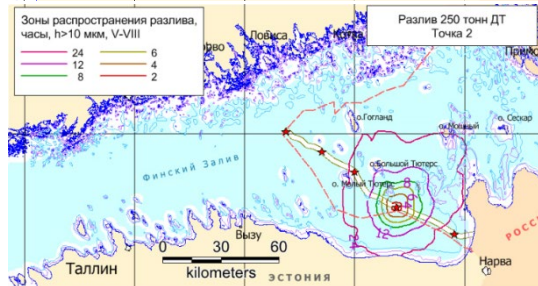 Зоны распространения разлива,
часы, h>10 мкм, V-VIII
24 6
12 4
8 2
Разлив 250 тонн ДТ
Точка 2
Ловиса
Котка
о.Гогланд
о.Мощный
о. Сескар
Финский Залив
о.Большой Тютерс
о. Малый Тютерс
8
12
24
Вызу
0 30 60
kilometers
Таллин
ЭСТОНИЯ
Нарва